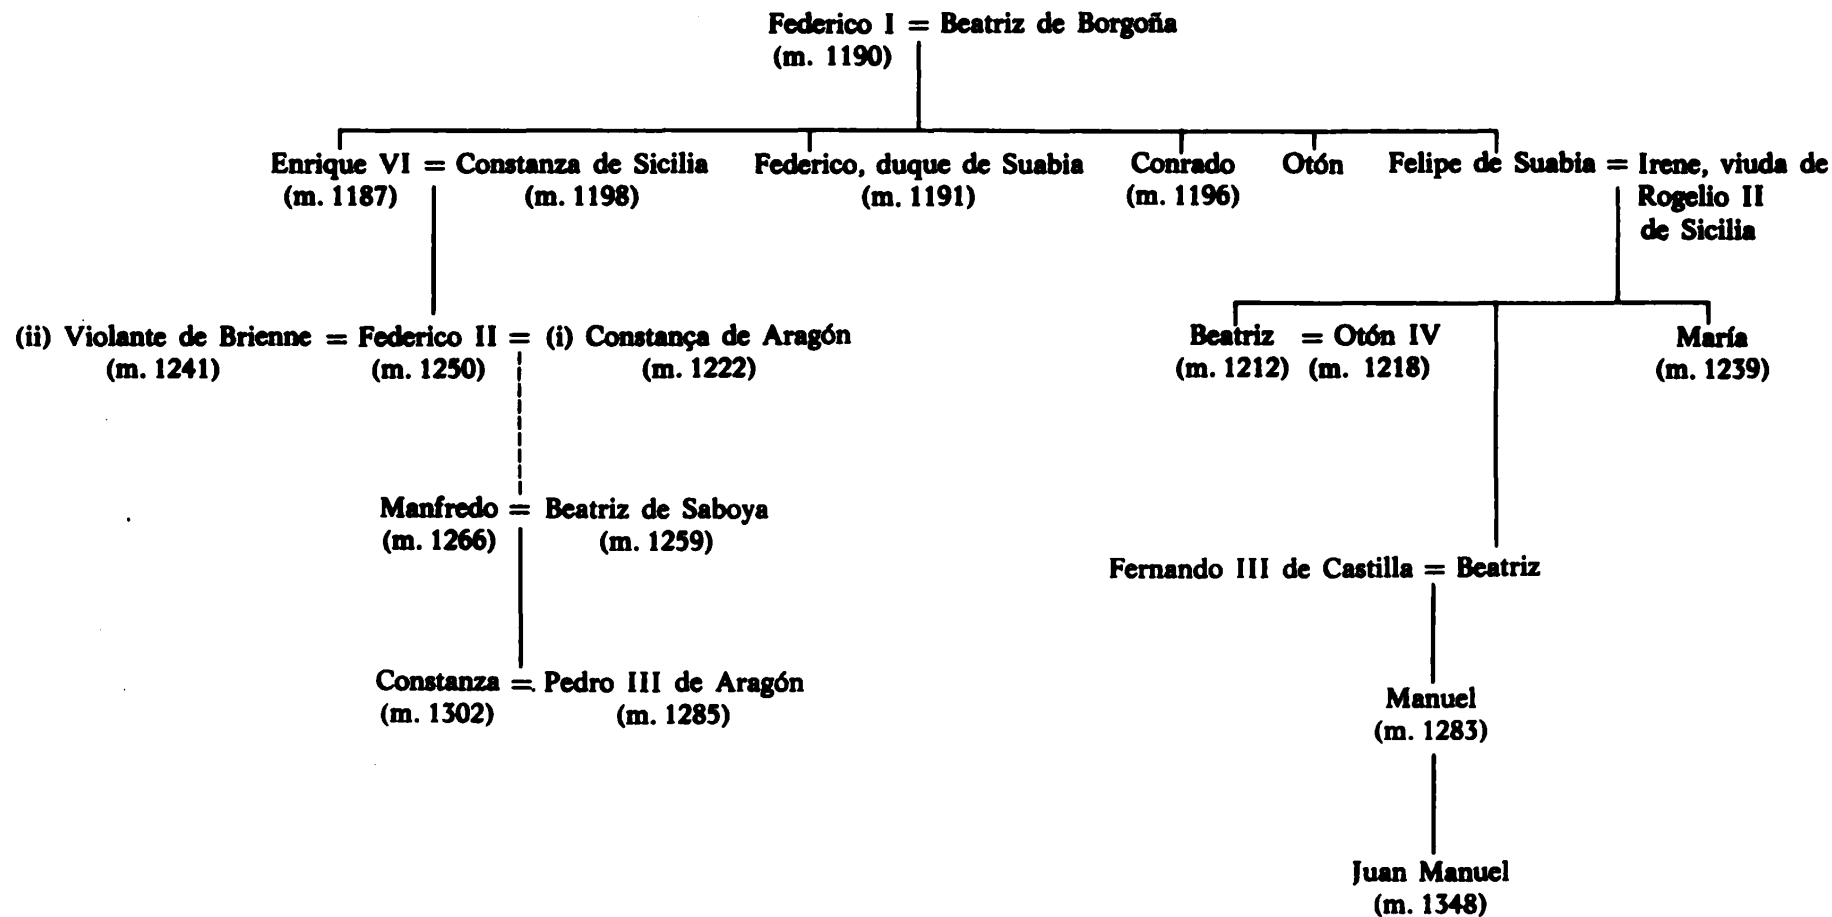 Federico I = Beatriz de Borgoña
(m. 1190)
Enrique VI = Constanza de Sicilia Federico, duque de Suabia Conrado Otón Felipe de Suabia = Irene, viuda de
(m. 1187) (m. 1198) (m. 1191) (m. 1196) Rogelio II
de Sicilia
(ii) Violante de Brienne = Federico II = (i) Constança de Aragón Beatriz = Otón IV María
(m. 1241) (m. 1250) (m. 1222) (m. 1212) (m. 1218) (m. 1239)
Manfredo = Beatriz de Saboya
(m. 1266) (m. 1259)
Fernando III de Castilla = Beatriz
Constanza = Pedro III de Aragón
(m. 1302) (m. 1285)
Manuel
(m. 1283)
Juan Manuel
(m. 1348)